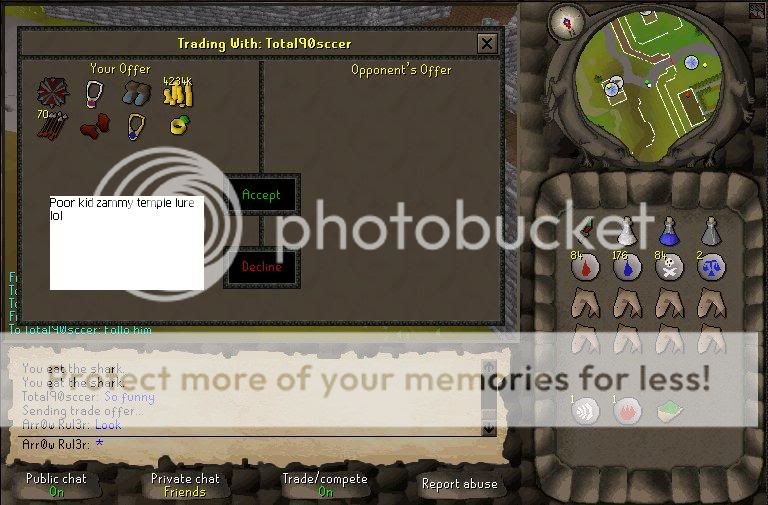 Trading With: Total90sccer
Your Offer
Opponent's Offer
4234k
70
Accept
Poor kid zammy temple lure
lol
Decline
photobucket
84 176 84 2
To Total90sccer: Follo him
Protect more of your memories for less!
You eat the shark.
You eat the shark.
Total90sccer: So funny
Sending trade offer...
Arr0w Rul3r: Look
Arr0w Rul3r: *
1 1
Public chat
On
Private chat
Friends
Trade/compete
On
Report abuse